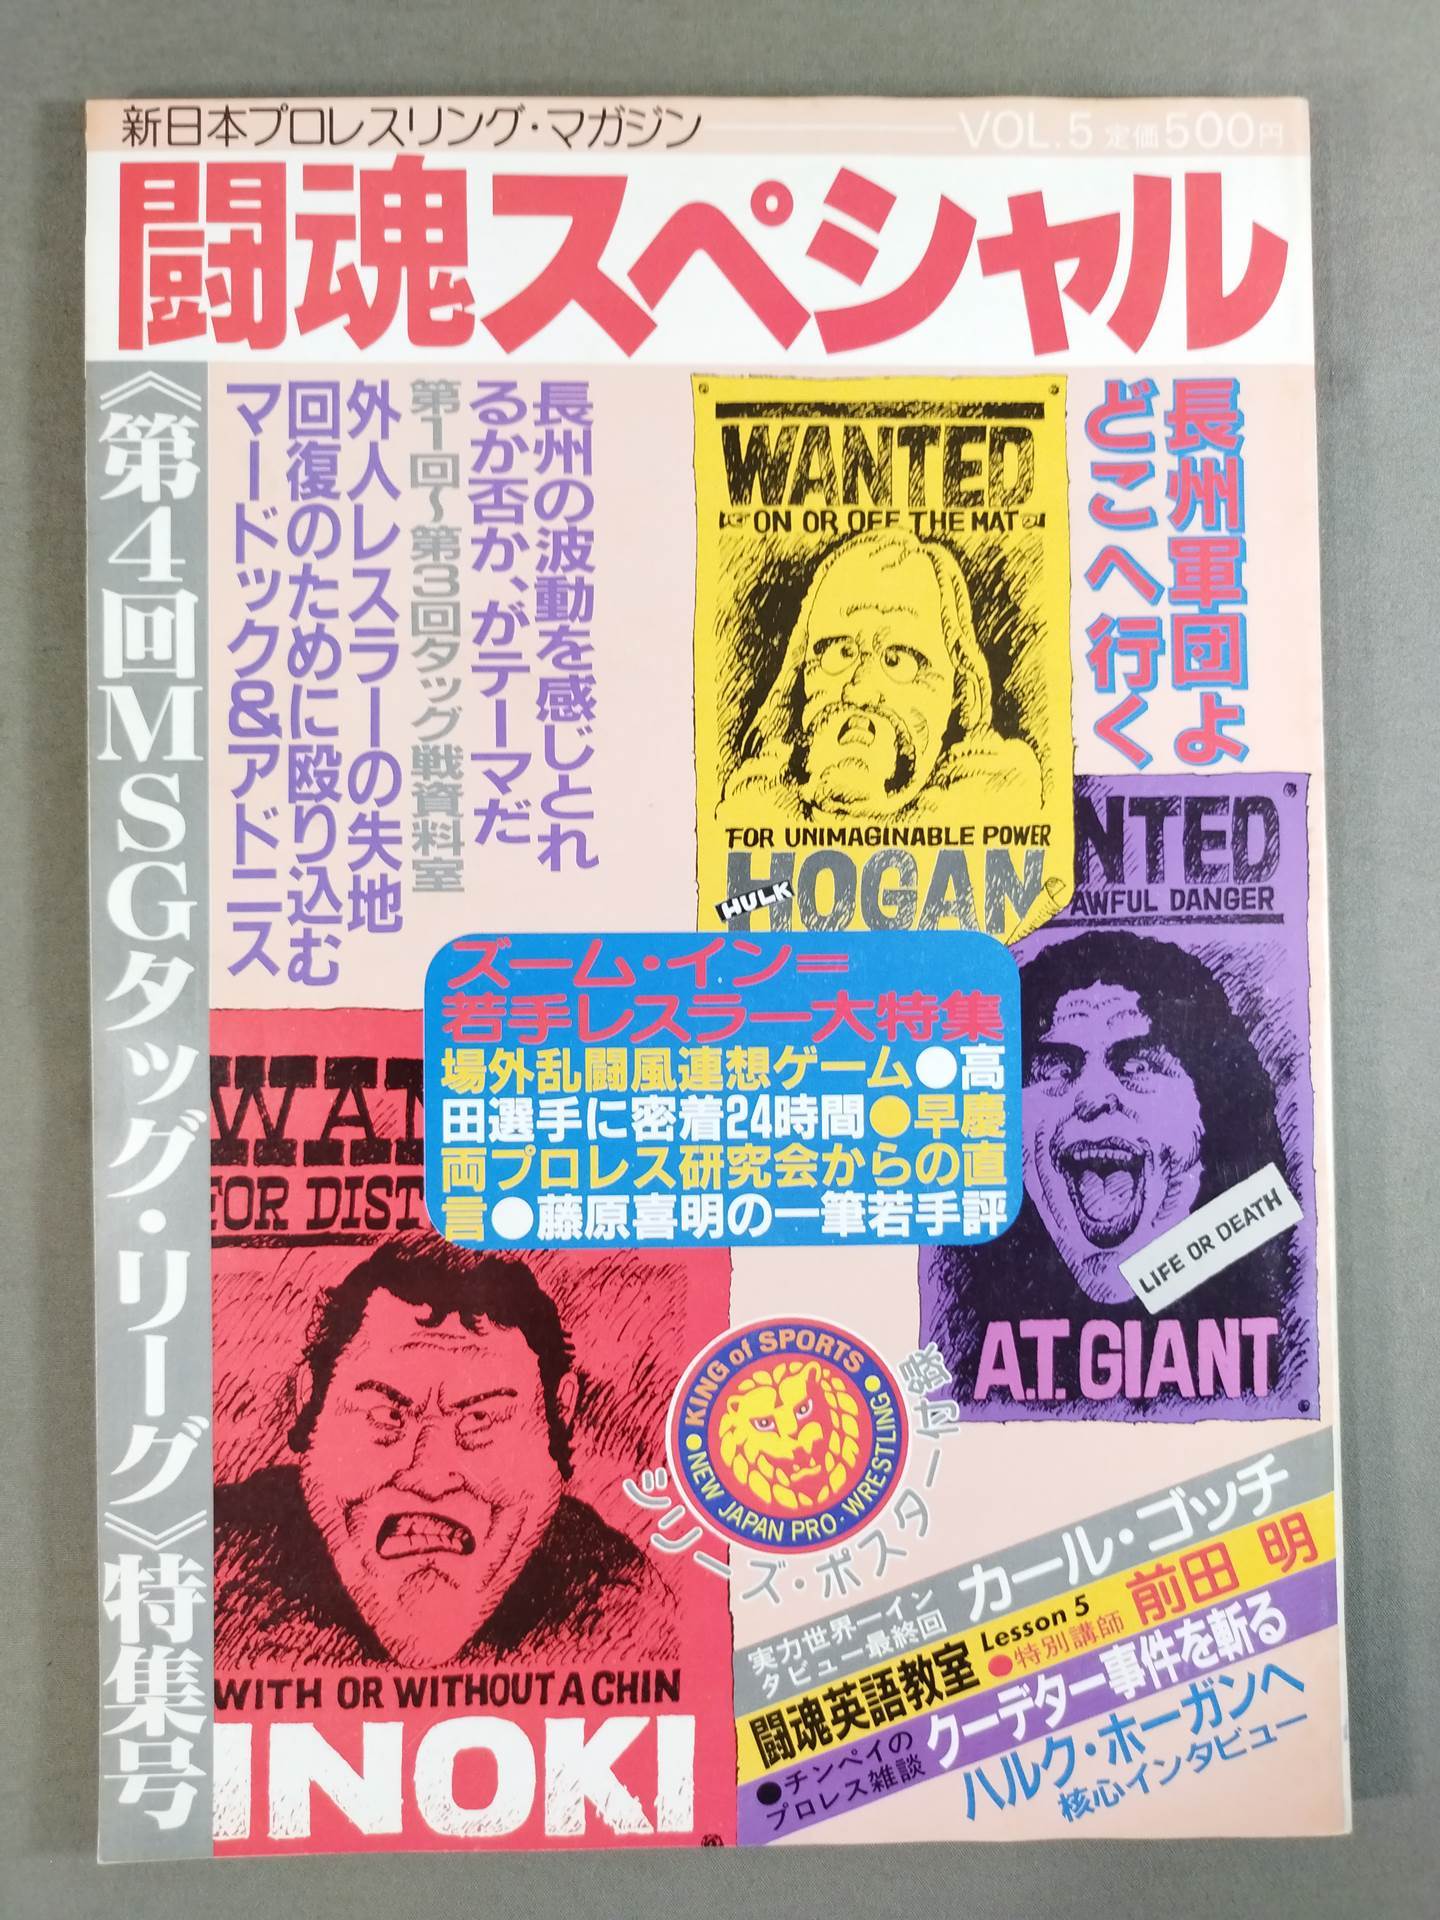 新日本プロレスリング・マガジン
VOL.5 定価500円
闘魂スペシャル
《第4回MSGタッグ・リーグ》特集号
長州軍団よ
どこへ行く
長州の波動を感じとれ
るか否か、がテーマだ
第1回〜第3回タッグ戦資料室
外人レスラーの失地
回復のために殴り込む
マードック&アドニス
WANTED
ON OR OFF THE MAT
FOR UNIMAGINABLE POWER
HULK
HOGAN
NTED
AWFUL DANGER
LIFE OR DEATH
A.T. GIANT
ズーム・イン=
若手レスラー大特集
場外乱闘風連想ゲーム●高
田選手に密着24時間●早慶
両プロレス研究会からの直
言●藤原喜明の一筆若手評
WAN
FOR DIST
WITH OR WITHOUT A CHIN
INOKI
KING of SPORTS
NEW JAPAN PRO-WRESTLING
シリーズ・ポスター付録
実力世界一イン
タビュー最終回
カール・ゴッチ
闘魂英語教室
Lesson 5
●特別講師
前田 明
●チンペイの
プロレス雑談
クーデター事件を斬る
ハルク・ホーガンへ
核心インタビュー